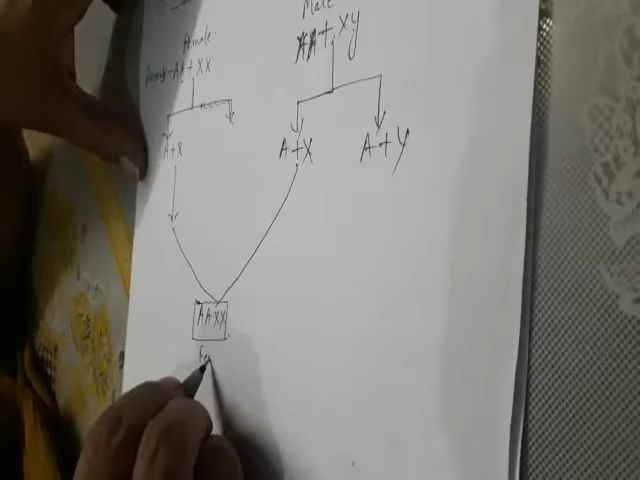 Male
Female
AA + XY
AA + XX
A+X
A+X
A+Y
AAXX